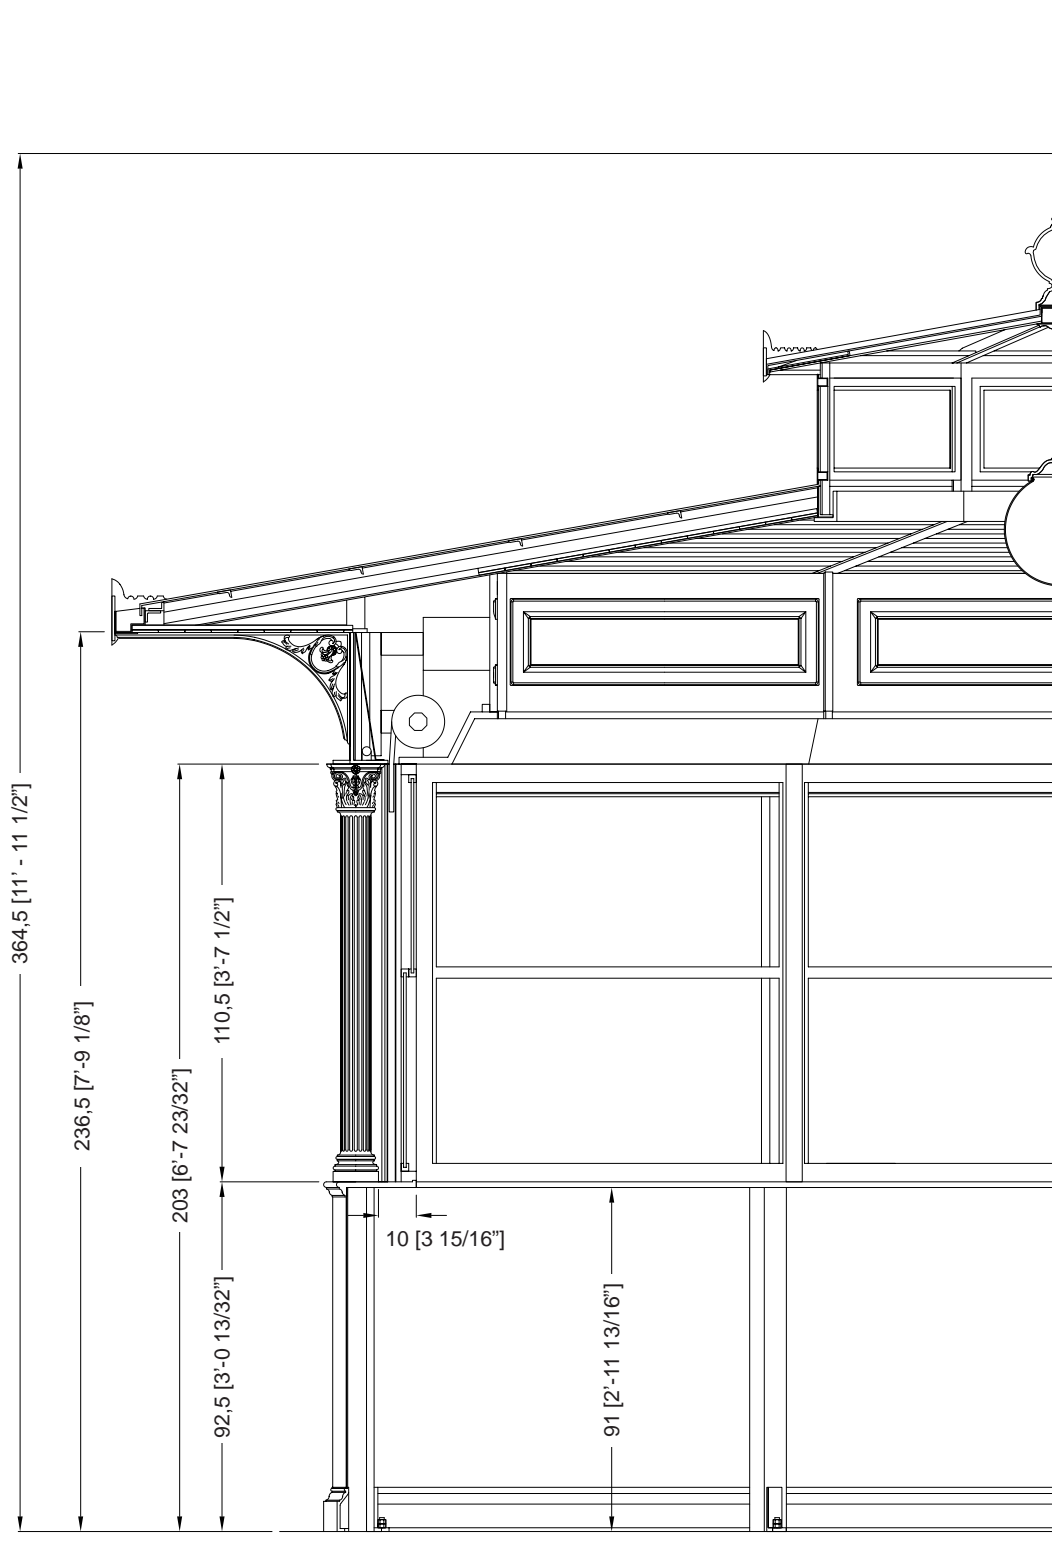 364,5 [11' - 11 1/2”]
236,5 [7'-9 1/8”]
203 [6'-7 23/32”]
110,5 [3'-7 1/2”]
92,5 [3'-0 13/32”]
10 [3 15/16”]
91 [2'-11 13/16”]